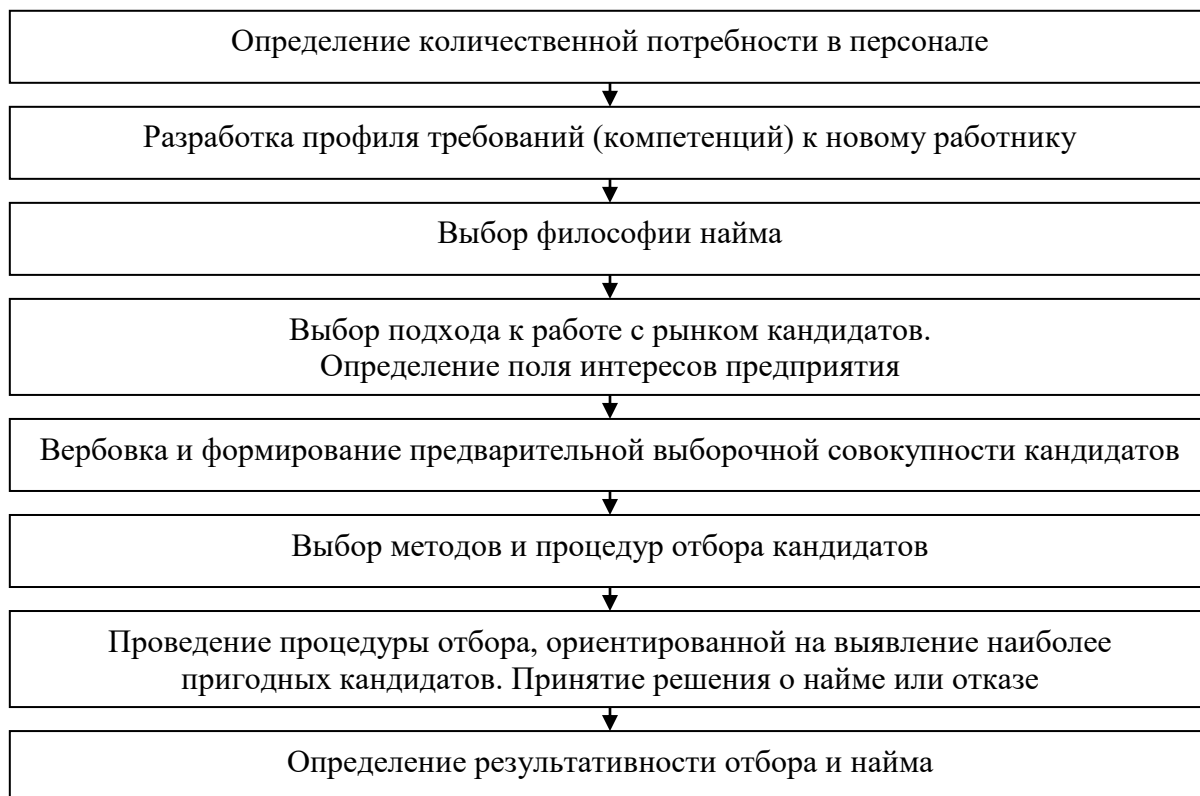 Определение количественной потребности в персонале
Разработка профиля требований (компетенций) к новому работнику
Выбор философии найма
Выбор подхода к работе с рынком кандидатов.
Определение поля интересов предприятия
Вербовка и формирование предварительной выборочной совокупности кандидатов
Выбор методов и процедур отбора кандидатов
Проведение процедуры отбора, ориентированной на выявление наиболее
пригодных кандидатов. Принятие решения о найме или отказе
Определение результативности отбора и найма